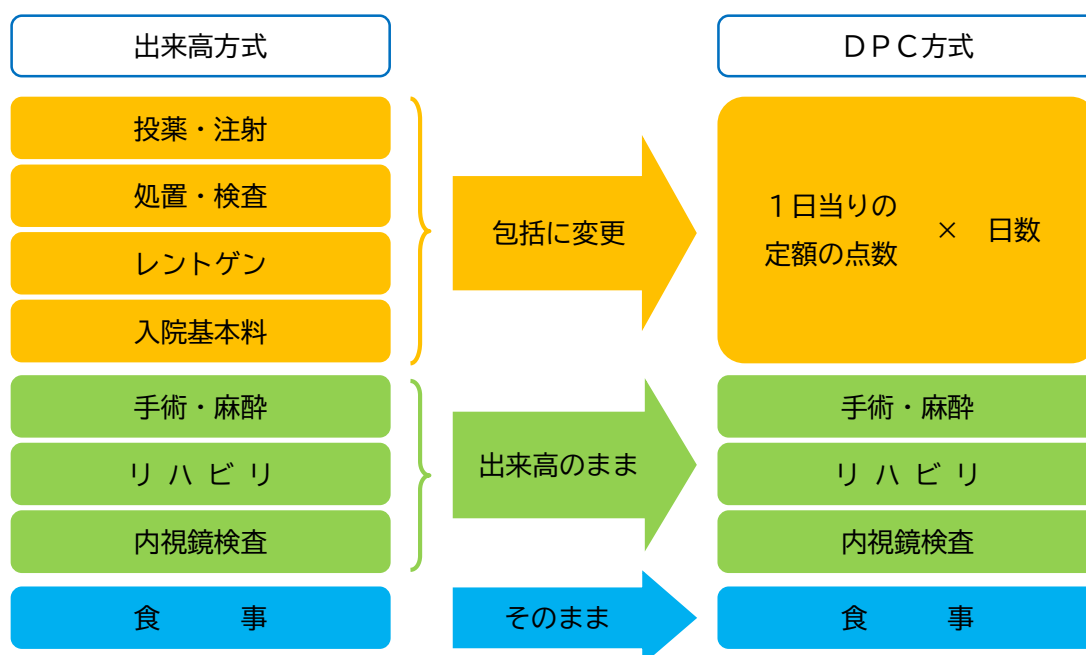 出来高方式
ＤＰＣ方式
投薬・注射
処置・検査
レントゲン
入院基本料
包括に変更
１日当りの
定額の点数
×　日数
手術・麻酔
リ ハ ビ リ
内視鏡検査
出来高のまま
手術・麻酔
リ ハ ビ リ
内視鏡検査
食　　　事
そのまま
食　　　事